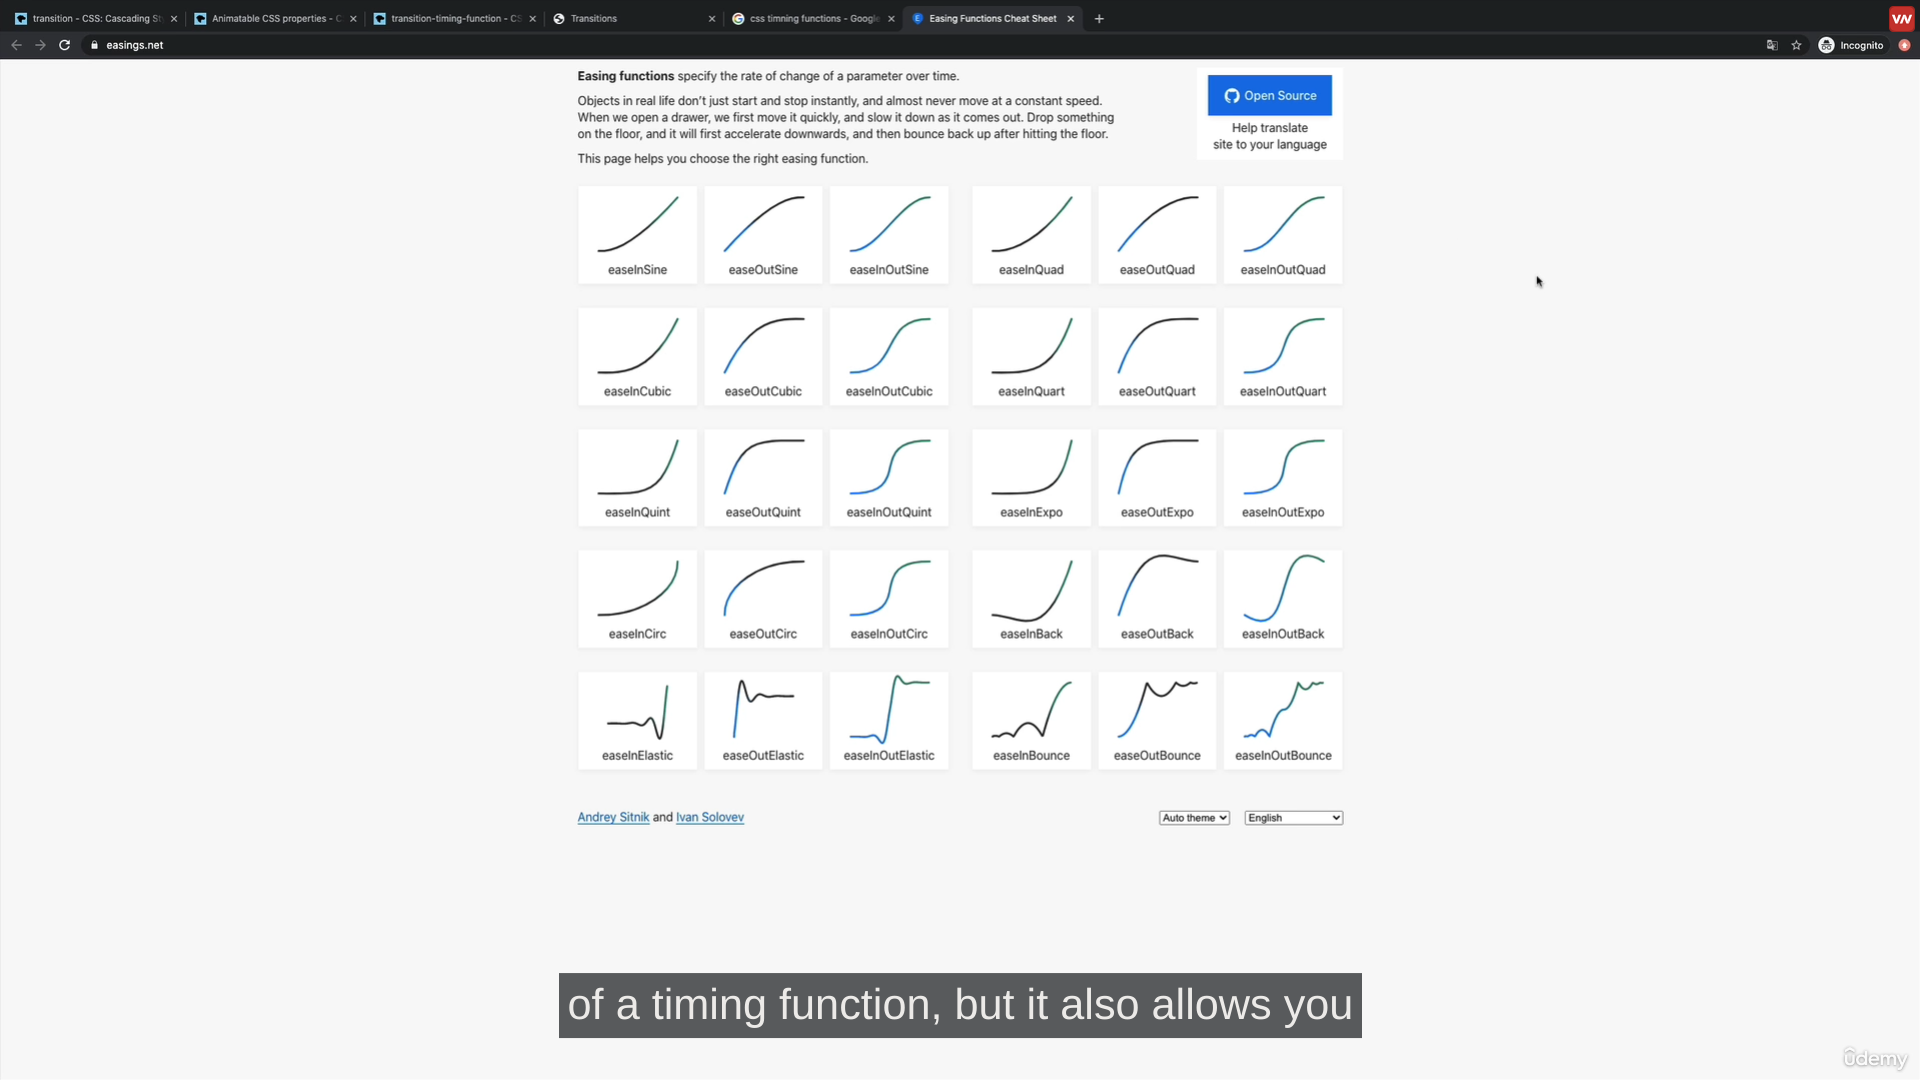 transition - CSS: Cascading St
Animatable CSS properties - C
transition-timing-function - CS
Transitions
css timning functions - Google
Easing Functions Cheat Sheet
VN
easings.net
Incognito
Easing functions specify the rate of change of a parameter over time.
Objects in real life don't just start and stop instantly, and almost never move at a constant speed.
When we open a drawer, we first move it quickly, and slow it down as it comes out. Drop something
on the floor, and it will first accelerate downwards, and then bounce back up after hitting the floor.
This page helps you choose the right easing function.
Open Source
Help translate
site to your language
easeInSine easeOutSine easeInOutSine easeInQuad easeOutQuad easeInOutQuad
easeInCubic easeOutCubic easeInOutCubic easeInQuart easeOutQuart easeInOutQuart
easeInQuint easeOutQuint easeInOutQuint easeInExpo easeOutExpo easeInOutExpo
easeInCirc easeOutCirc easeInOutCirc easeInBack easeOutBack easeInOutBack
easeInElastic easeOutElastic easeInOutElastic easeInBounce easeOutBounce easeInOutBounce
Andrey Sitnik and Ivan Solovev
Auto theme
English
of a timing function, but it also allows you
ûdemy